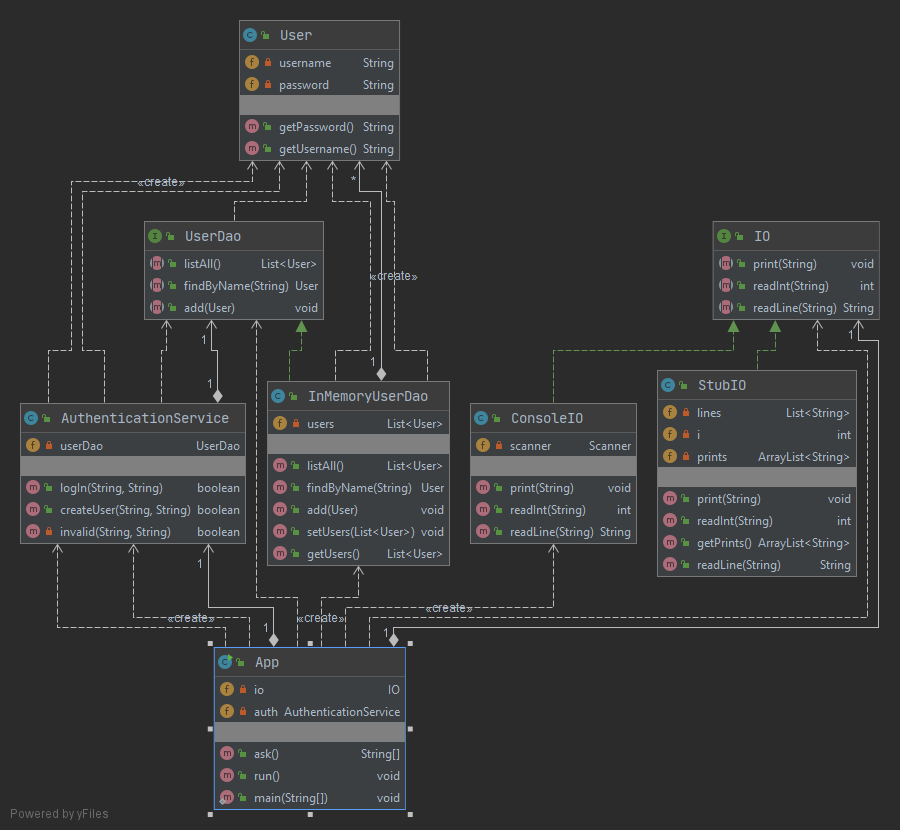 C User
f username String
f password String
m getPassword() String
m getUsername() String
«create»
*
I UserDao
m listAll() List<User>
m findByName(String) User
m add(User) void
I IO
m print(String) void
m readInt(String) int
m readLine(String) String
«create»
1
1
1
1
C AuthenticationService
f userDao UserDao
m logIn(String, String) boolean
m createUser(String, String) boolean
m invalid(String, String) boolean
C InMemoryUserDao
f users List<User>
m listAll() List<User>
m findByName(String) User
m add(User) void
m setUsers(List<User>) void
m getUsers() List<User>
C ConsoleIO
f scanner Scanner
m print(String) void
m readInt(String) int
m readLine(String) String
C StubIO
f lines List<String>
f i int
f prints ArrayList<String>
m print(String) void
m readInt(String) int
m getPrints() ArrayList<String>
m readLine(String) String
1
«create»
«create»
«create»
1
1
C App
f io IO
f auth AuthenticationService
m ask() String[]
m run() void
m main(String[]) void
Powered by yFiles